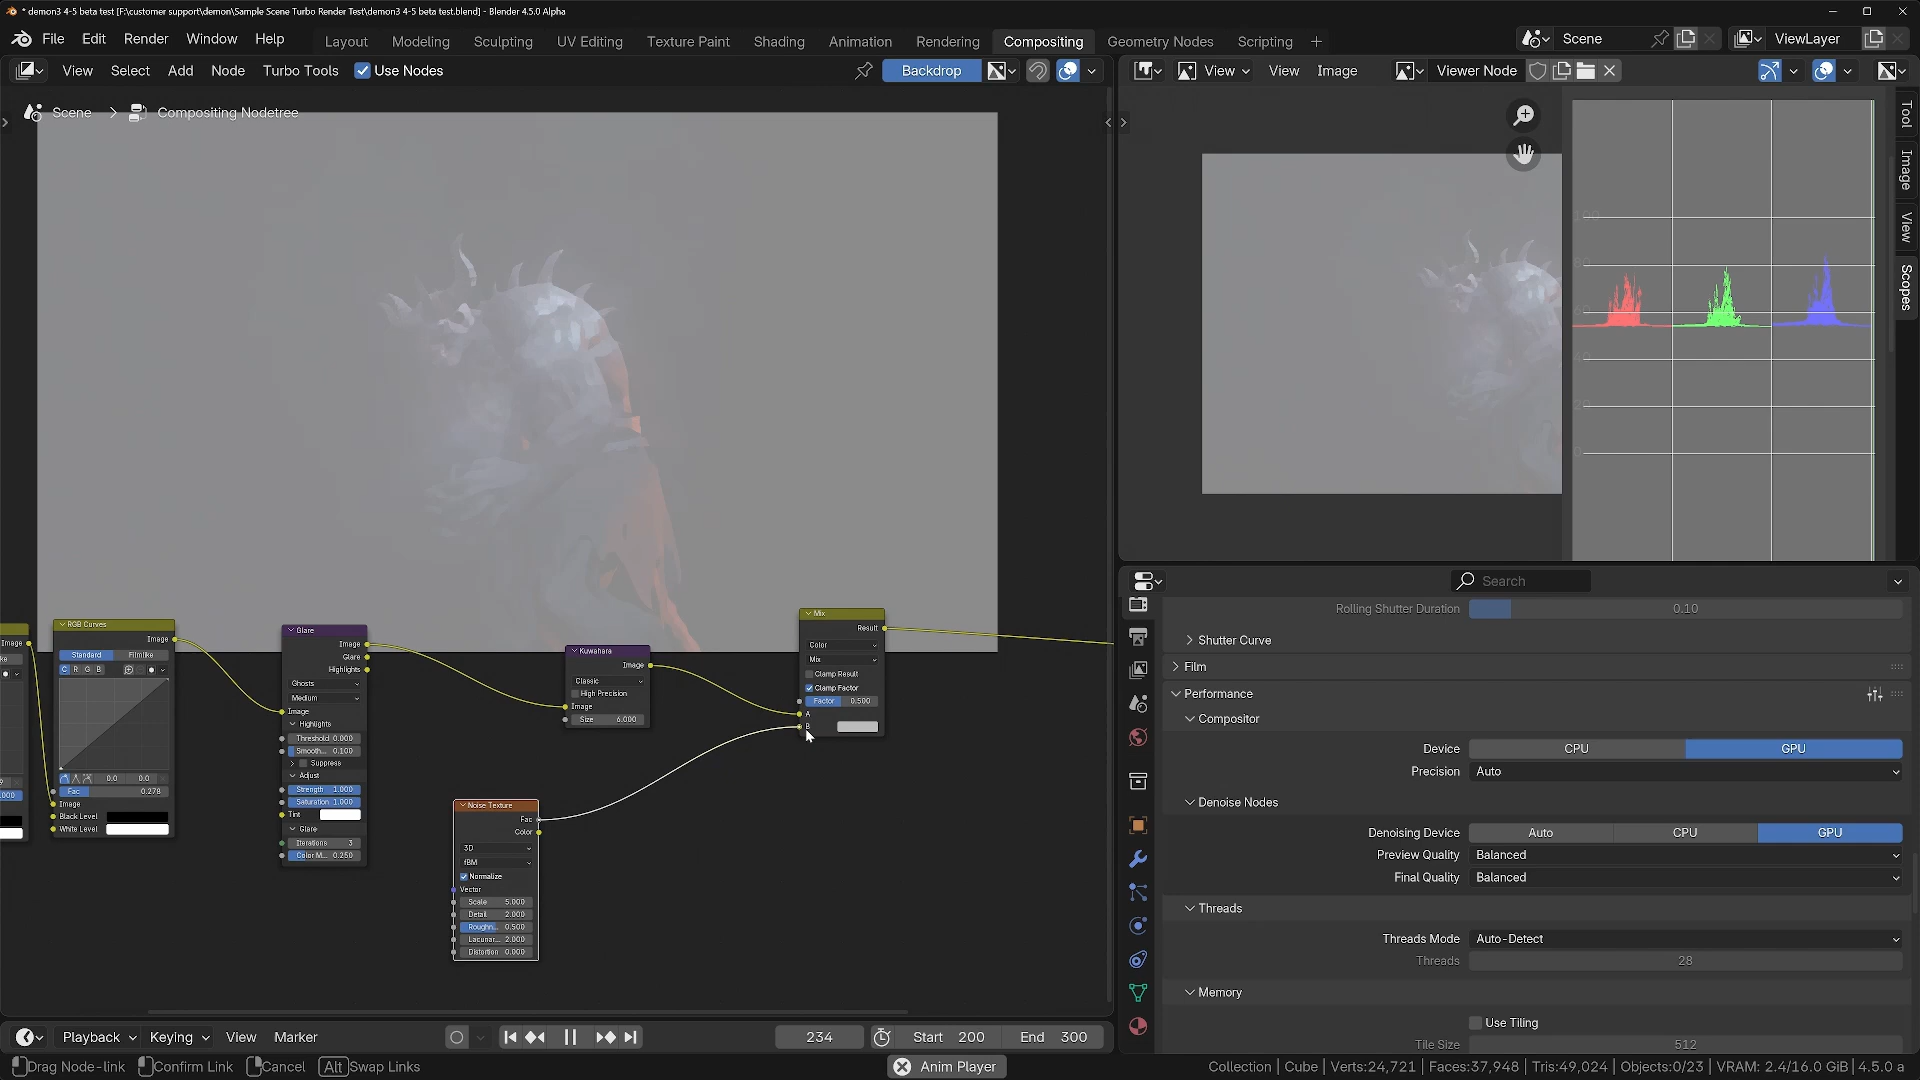 * demon3 4-5 beta test [F:\customer support\demon\Sample Scene Turbo Render Test\demon3 4-5 beta test.blend] - Blender 4.5.0 Alpha
File Edit Render Window Help Layout Modeling Sculpting UV Editing Texture Paint Shading Animation Rendering Compositing Geometry Nodes Scripting + Scene ViewLayer
View Select Add Node Turbo Tools Use Nodes Backdrop View View Image Viewer Node
Scene > Compositing Nodetree
Tool
Image
View
Scopes
RGB Curves
Image
Standard Filmlike
C R G B
0.0 0.0
Fac 0.278
Image
Black Level
White Level
Image
Glare
Image
Glare
Highlights
Ghosts
Medium
Image
Highlights
Threshold 0.000
Smooth... 0.100
Suppress
Adjust
Strength 1.000
Saturation 1.000
Tint
Glare
Iterations 3
Color M... 0.250
Kuwahara
Image
Classic
High Precision
Image
Size 6.000
Mix
Result
Color
Mix
Clamp Result
Clamp Factor
Factor 0.500
A
B
Noise Texture
Fac
Color
3D
fBM
Normalize
Vector
Scale 5.000
Detail 2.000
Roughn... 0.500
Lacunar... 2.000
Distortion 0.000
Search
Rolling Shutter Duration 0.10
Shutter Curve
Film
Performance
Compositor
Device CPU GPU
Precision Auto
Denoise Nodes
Denoising Device Auto CPU GPU
Preview Quality Balanced
Final Quality Balanced
Threads
Threads Mode Auto-Detect
Threads 28
Memory
Use Tiling
Tile Size 512
Playback Keying View Marker 234 Start 200 End 300
Drag Node-link Confirm Link Cancel Alt Swap Links Anim Player Collection | Cube | Verts:24,721 | Faces:37,948 | Tris:49,024 | Objects:0/23 | VRAM: 2.4/16.0 GiB | 4.5.0 a